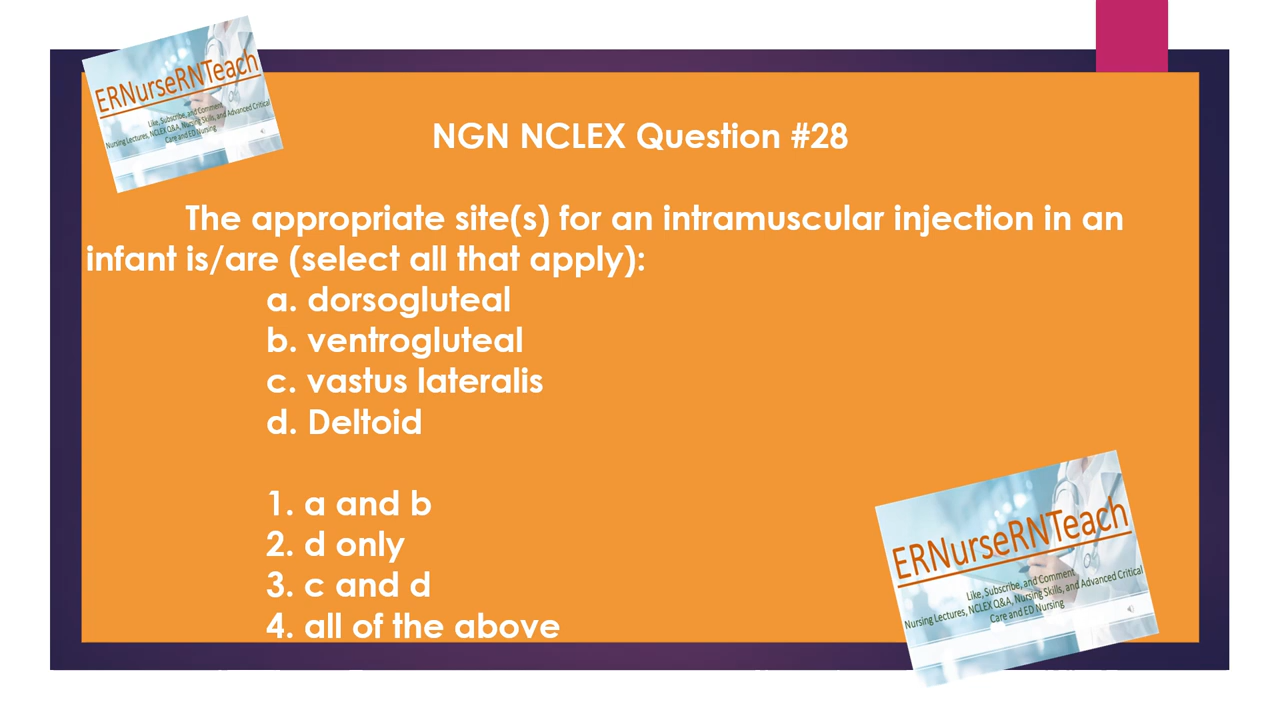 ERNurseRNTeach
Like, Subscribe, and Comment
Nursing Lectures, NCLEX Q&A, Nursing Skills, and Advanced Critical
Care and ED Nursing
NGN NCLEX Question #28
The appropriate site(s) for an intramuscular injection in an
infant is/are (select all that apply):
a. dorsogluteal
b. ventrogluteal
c. vastus lateralis
d. Deltoid
1. a and b
2. d only
3. c and d
4. all of the above
ERNurseRNTeach
Like, Subscribe, and Comment
Nursing Lectures, NCLEX Q&A, Nursing Skills, and Advanced Critical
Care and ED Nursing